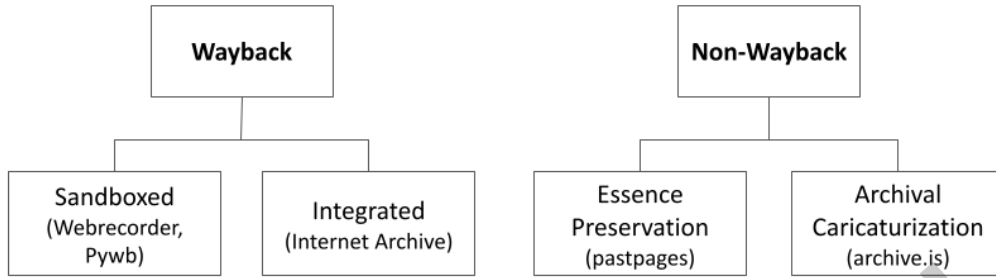 Wayback
Non-Wayback
Sandboxed
(Webrecorder,
Pywb)
Integrated
(Internet Archive)
Essence
Preservation
(pastpages)
Archival
Caricaturization
(archive.is)